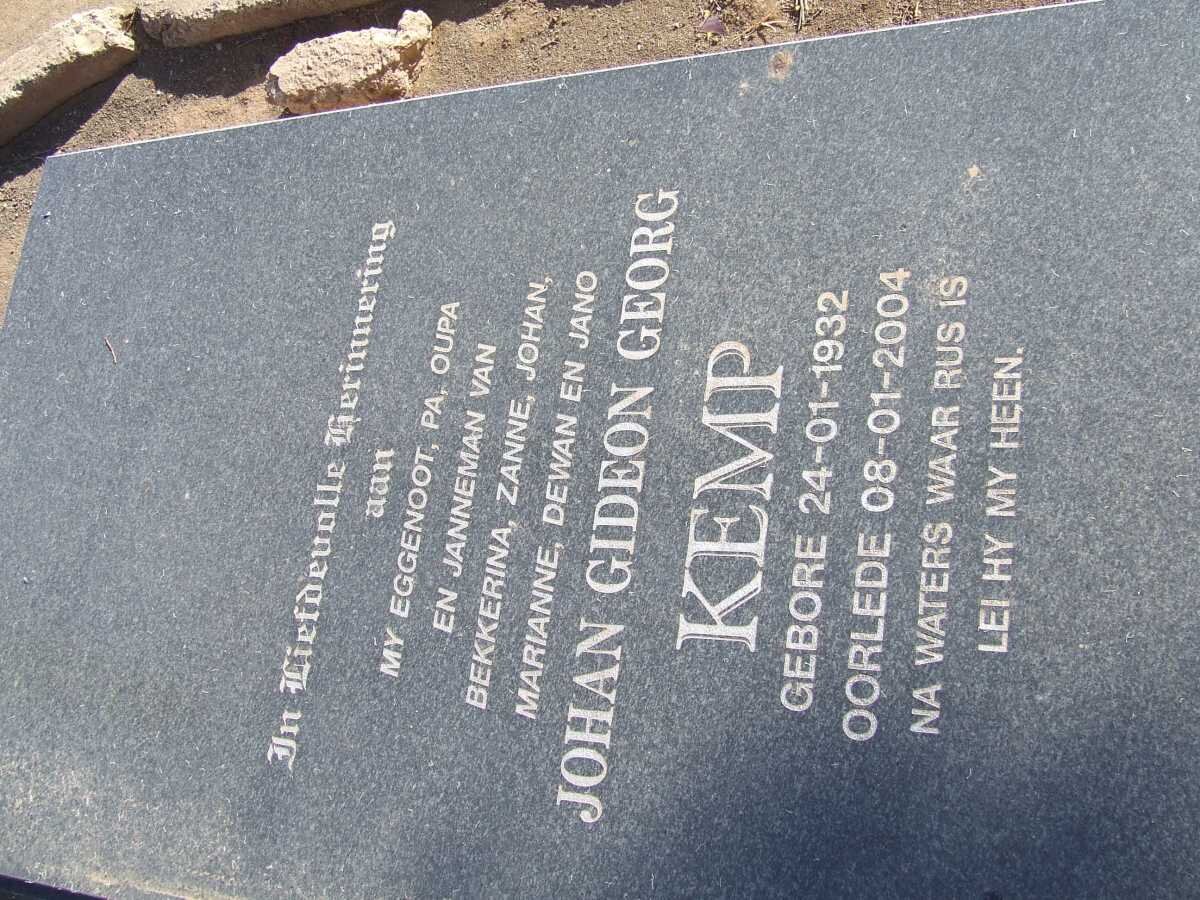 In Liefdevolle Herinnering
aan
MY EGGENOOT, PA, OUPA
EN JANNEMAN VAN
BEKKERINA, ZANNE, JOHAN,
MARIANNE, DEWAN EN JANO
JOHAN GIDEON GEORG
KEMP
GEBORE 24-01-1932
OORLEDE 08-01-2004
NA WATERS WAAR RUS IS
LEI HY MY HEEN.